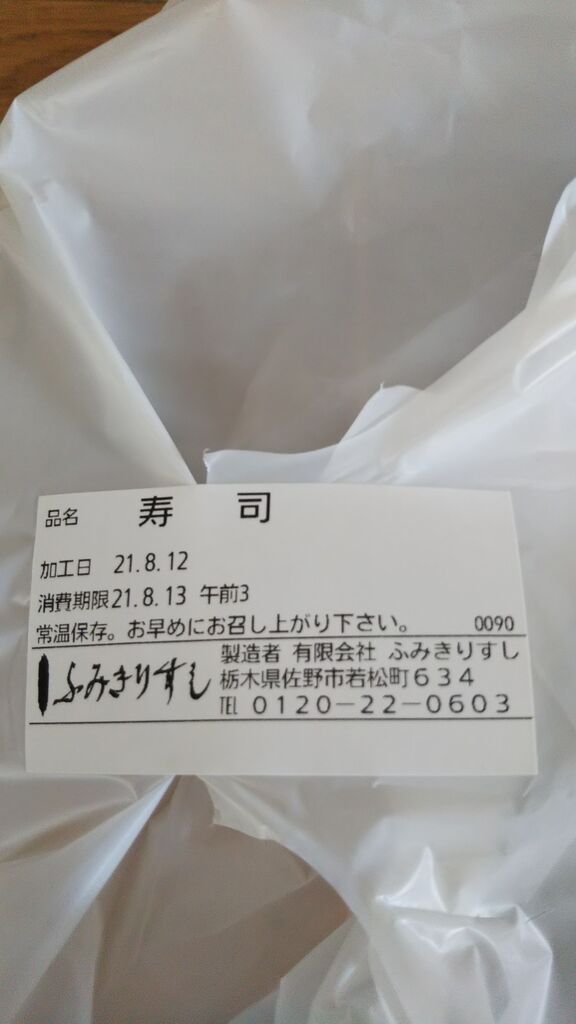 品名 寿司
加工日 21.8.12
消費期限21.8.13 午前3
常温保存。お早めにお召し上がり下さい。 0090
ふみきりすし
製造者 有限会社 ふみきりすし
栃木県佐野市若松町634
TEL 0120-22-0603